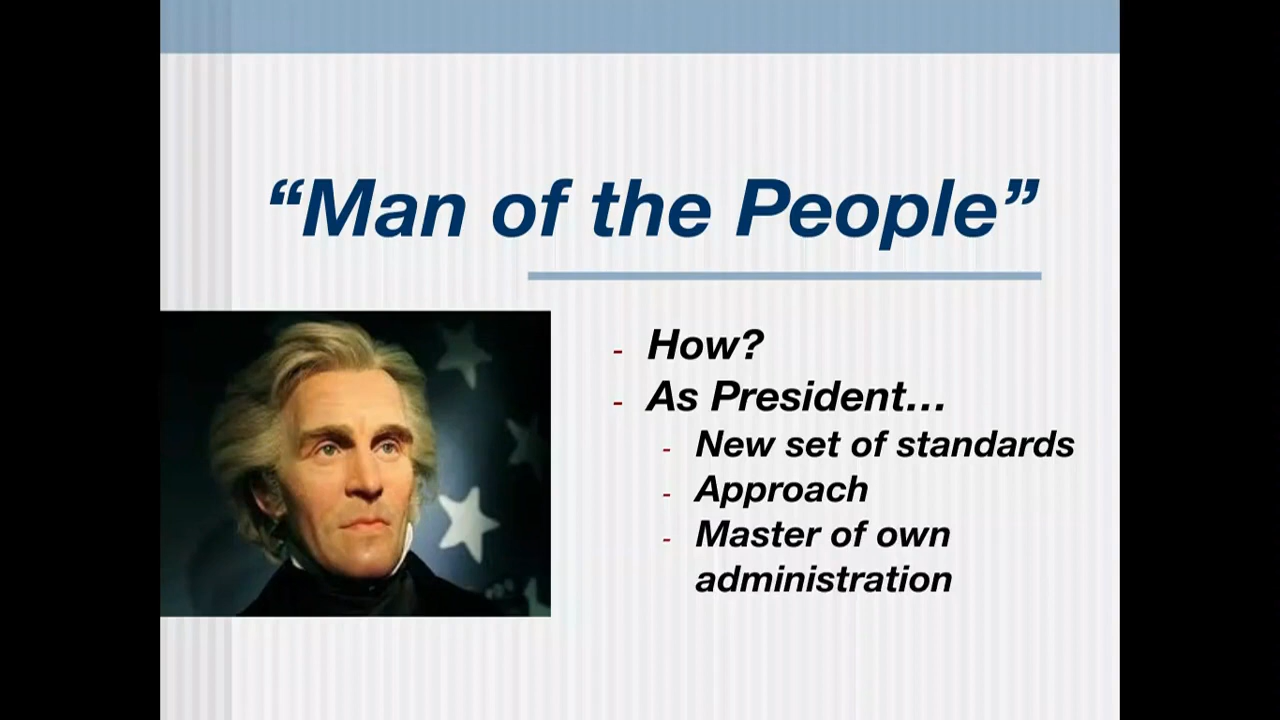 “Man of the People”
- How?
- As President...
- New set of standards
- Approach
- Master of own
administration